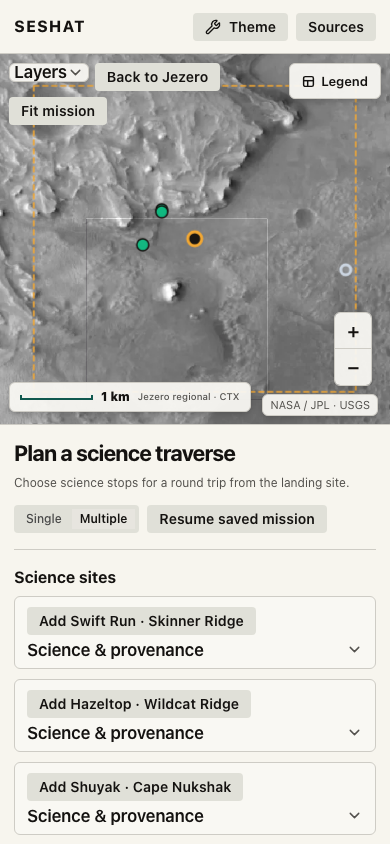 SESHAT
Theme
Sources
Layers
Back to Jezero
Legend
Fit mission
+
−
1 km Jezero regional · CTX
NASA / JPL · USGS
Plan a science traverse
Choose science stops for a round trip from the landing site.
Single Multiple Resume saved mission
Science sites
Add Swift Run · Skinner Ridge
Science & provenance
Add Hazeltop · Wildcat Ridge
Science & provenance
Add Shuyak · Cape Nukshak
Science & provenance